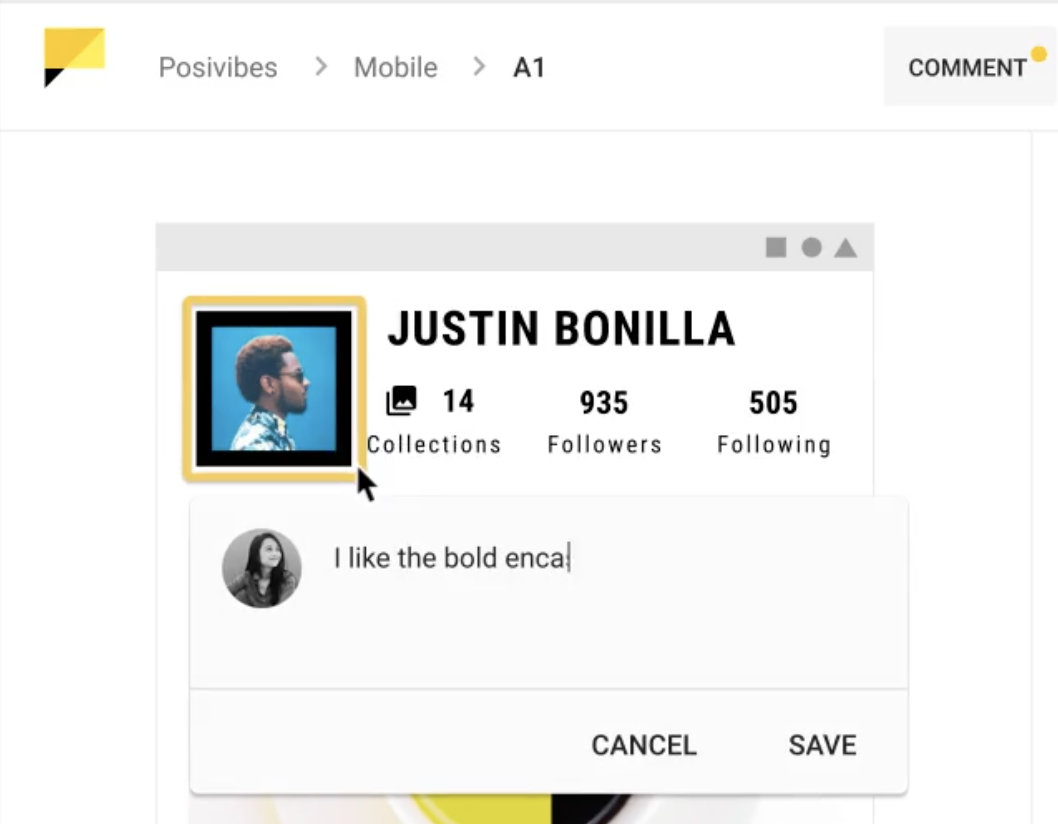 Posivibes > Mobile > A1
COMMENT
JUSTIN BONILLA
14 935 505
Collections Followers Following
I like the bold enca
CANCEL SAVE